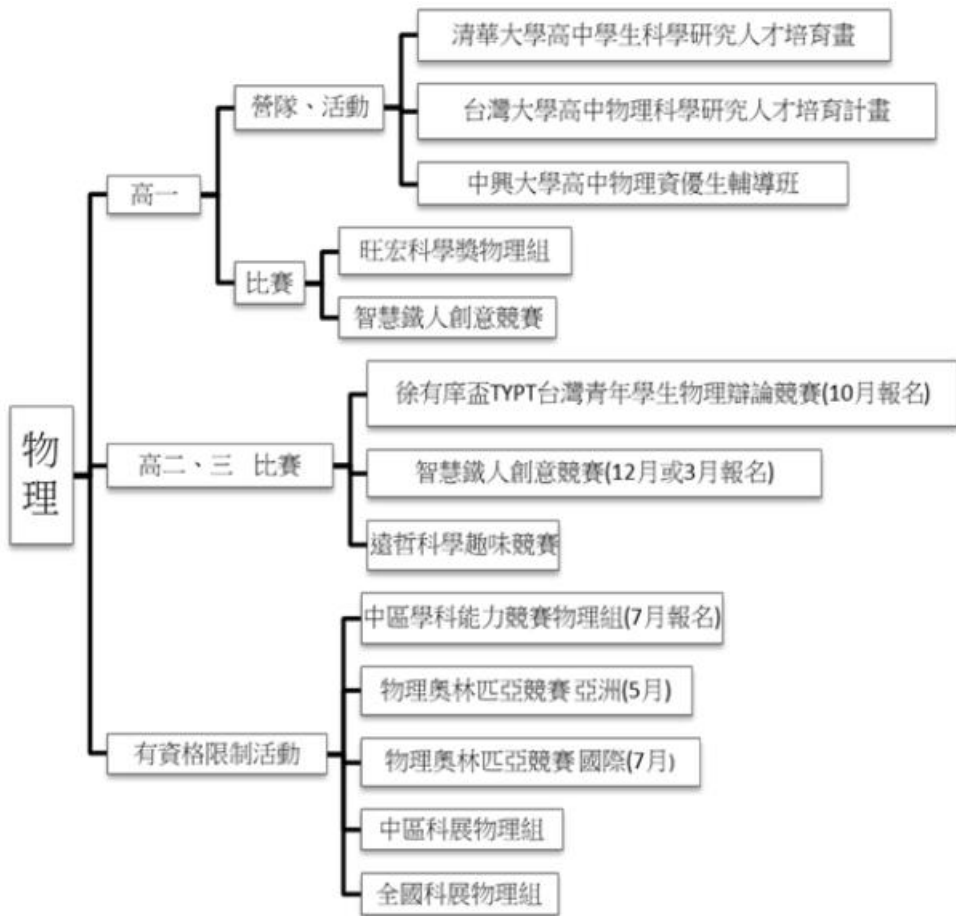 物理
高一
營隊、活動
清華大學高中學生科學研究人才培育畫
台灣大學高中物理科學研究人才培育計畫
中興大學高中物理資優生輔導班
比賽
旺宏科學獎物理組
智慧鐵人創意競賽
高二、三 比賽
徐有庠盃TYPT台灣青年學生物理辯論競賽(10月報名)
智慧鐵人創意競賽(12月或3月報名)
遠哲科學趣味競賽
有資格限制活動
中區學科能力競賽物理組(7月報名)
物理奧林匹亞競賽 亞洲(5月)
物理奧林匹亞競賽 國際(7月)
中區科展物理組
全國科展物理組